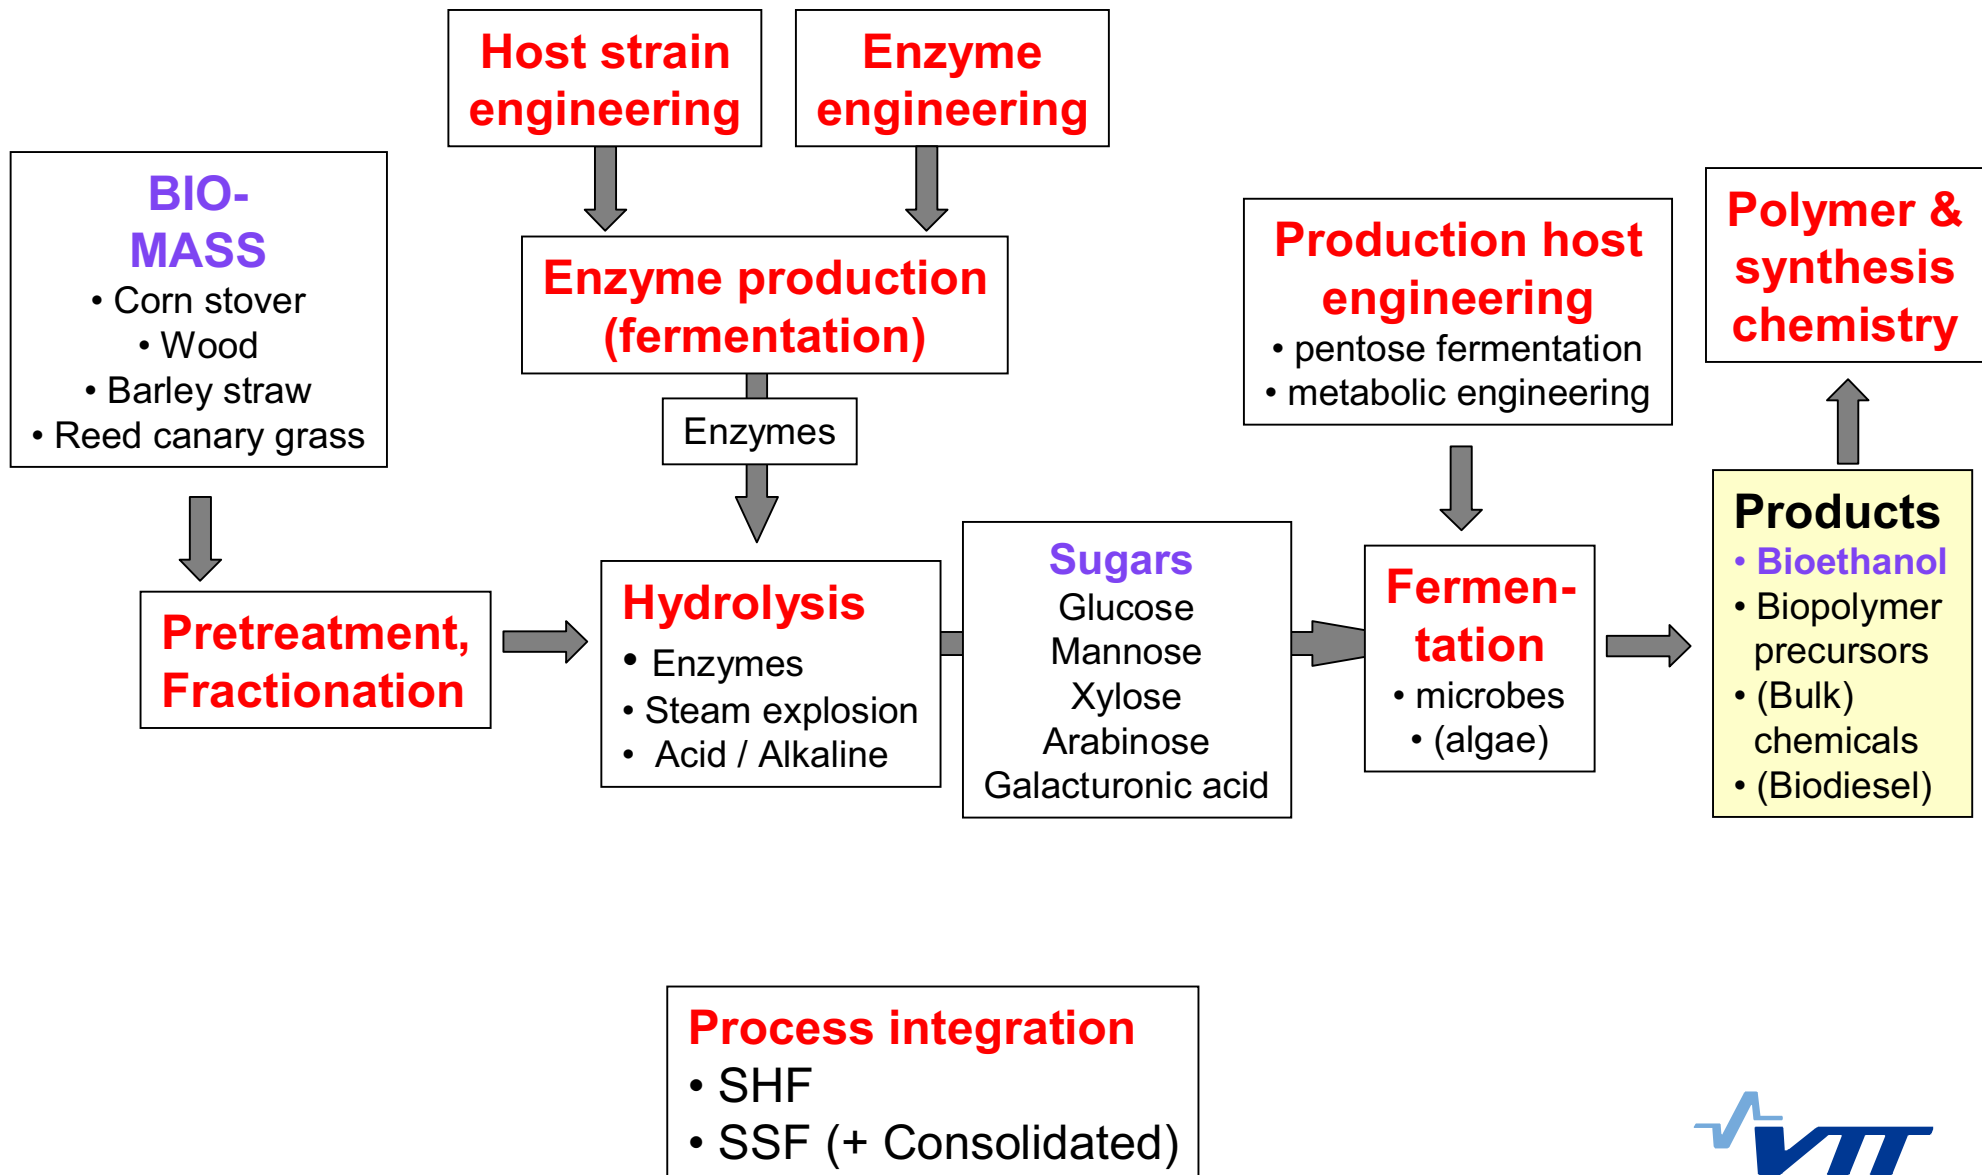 Host strain
engineering
Enzyme
engineering
BIO-
MASS
• Corn stover
• Wood
• Barley straw
• Reed canary grass
Enzyme production
(fermentation)
Enzymes
Production host
engineering
• pentose fermentation
• metabolic engineering
Polymer &
synthesis
chemistry
Pretreatment,
Fractionation
Hydrolysis
• Enzymes
• Steam explosion
• Acid / Alkaline
Sugars
Glucose
Mannose
Xylose
Arabinose
Galacturonic acid
Fermen-
tation
• microbes
• (algae)
Products
• Bioethanol
• Biopolymer
precursors
• (Bulk)
chemicals
• (Biodiesel)
Process integration
• SHF
• SSF (+ Consolidated)
VTT